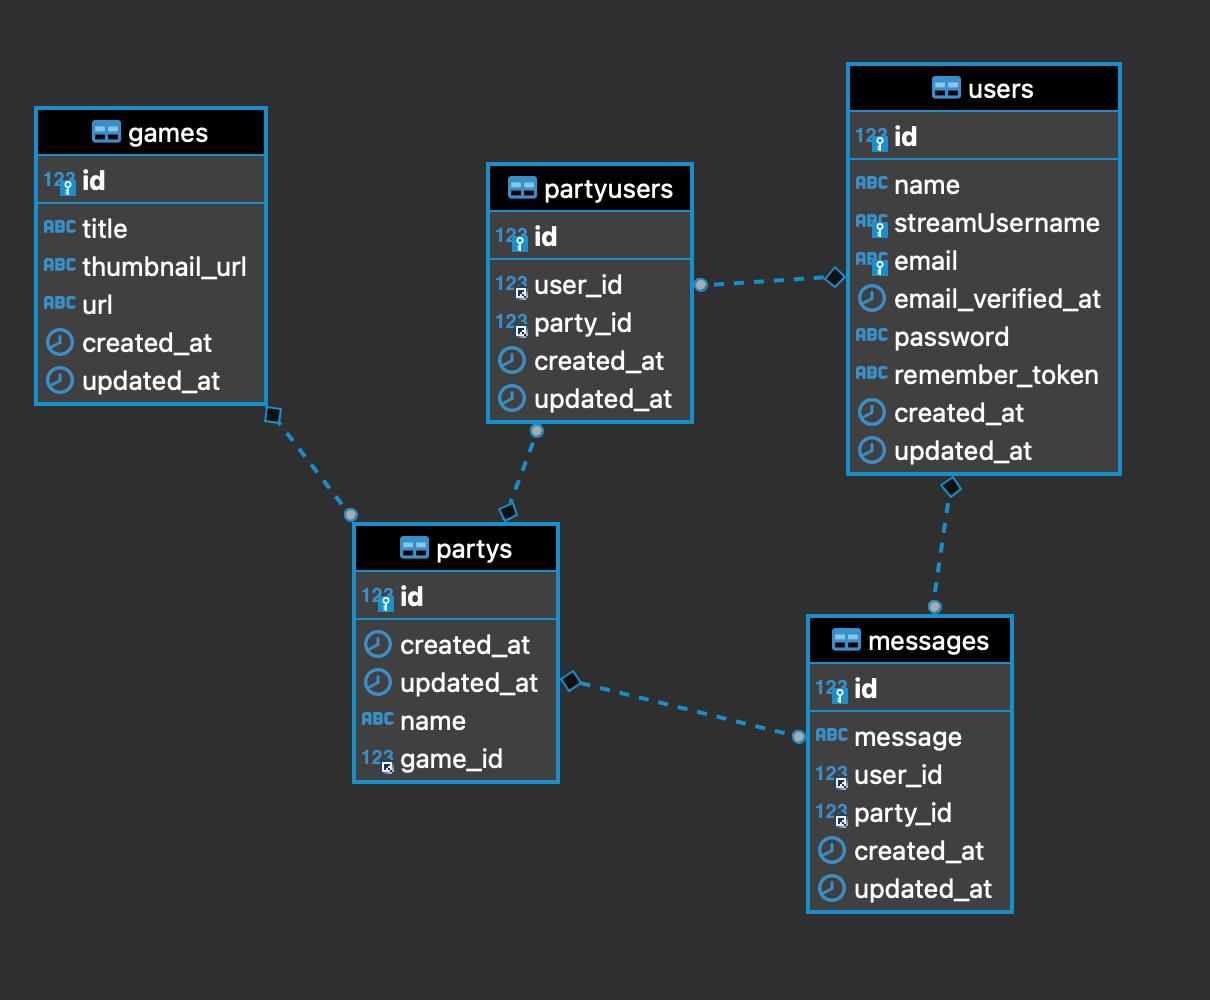 games
123 id
ABC title
ABC thumbnail_url
ABC url
created_at
updated_at
partyusers
123 id
123 user_id
123 party_id
created_at
updated_at
users
123 id
ABC name
ABC streamUsername
ABC email
email_verified_at
ABC password
ABC remember_token
created_at
updated_at
partys
123 id
created_at
updated_at
ABC name
123 game_id
messages
123 id
ABC message
123 user_id
123 party_id
created_at
updated_at